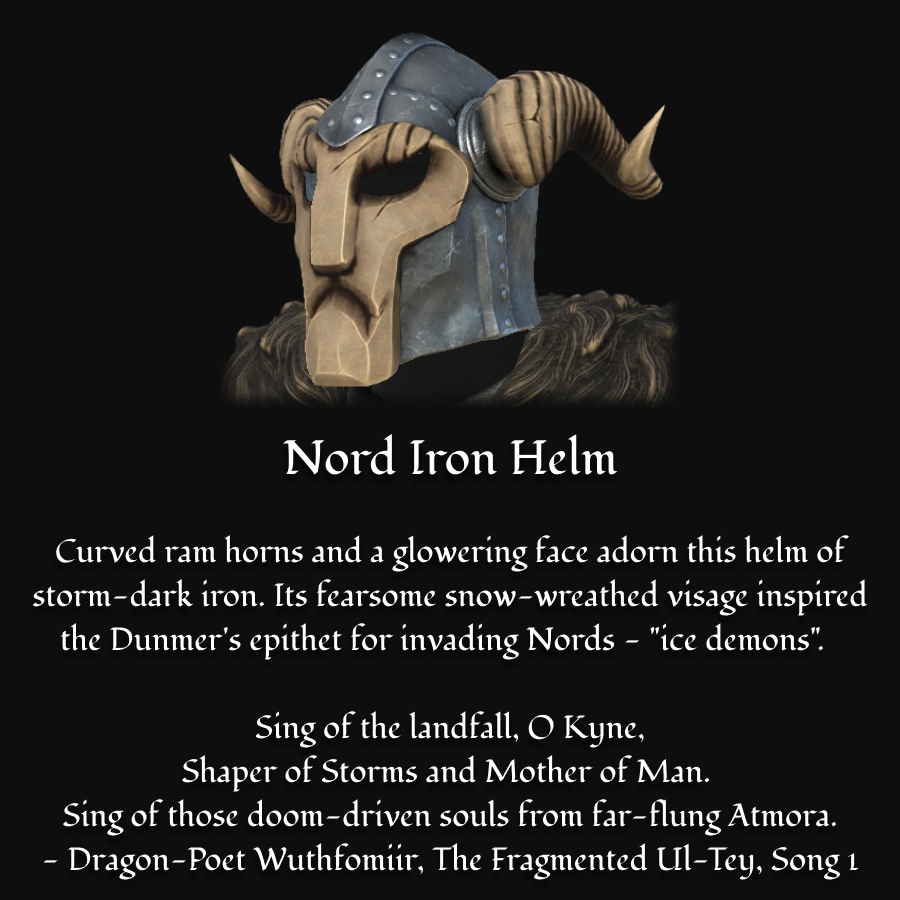 Nord Iron Helm
Curved ram horns and a glowering face adorn this helm of
storm-dark iron. Its fearsome snow-wreathed visage inspired
the Dunmer's epithet for invading Nords - "ice demons".
Sing of the landfall, O Kyne,
Shaper of Storms and Mother of Man.
Sing of those doom-driven souls from far-flung Atmora.
- Dragon-Poet Wuthfomiir, The Fragmented Ul-Tey, Song 1